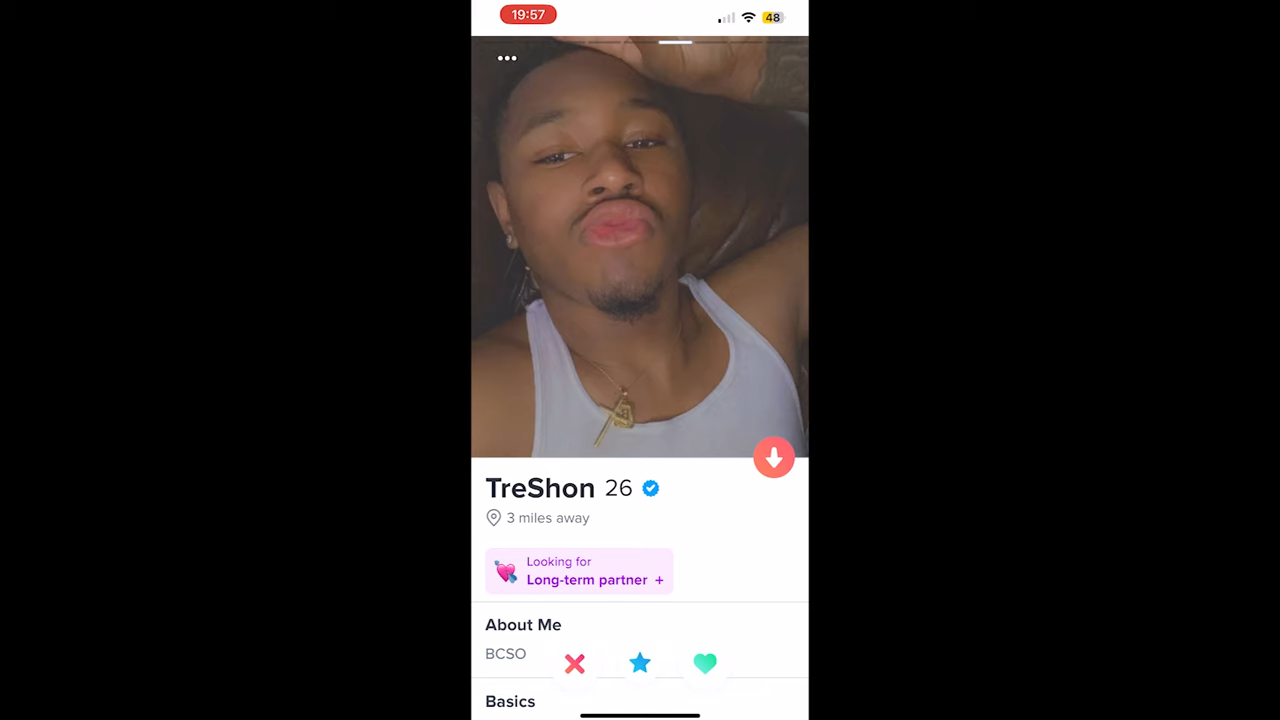 19:57
48
TreShon 26
3 miles away
Looking for
Long-term partner +
About Me
BCSO
Basics